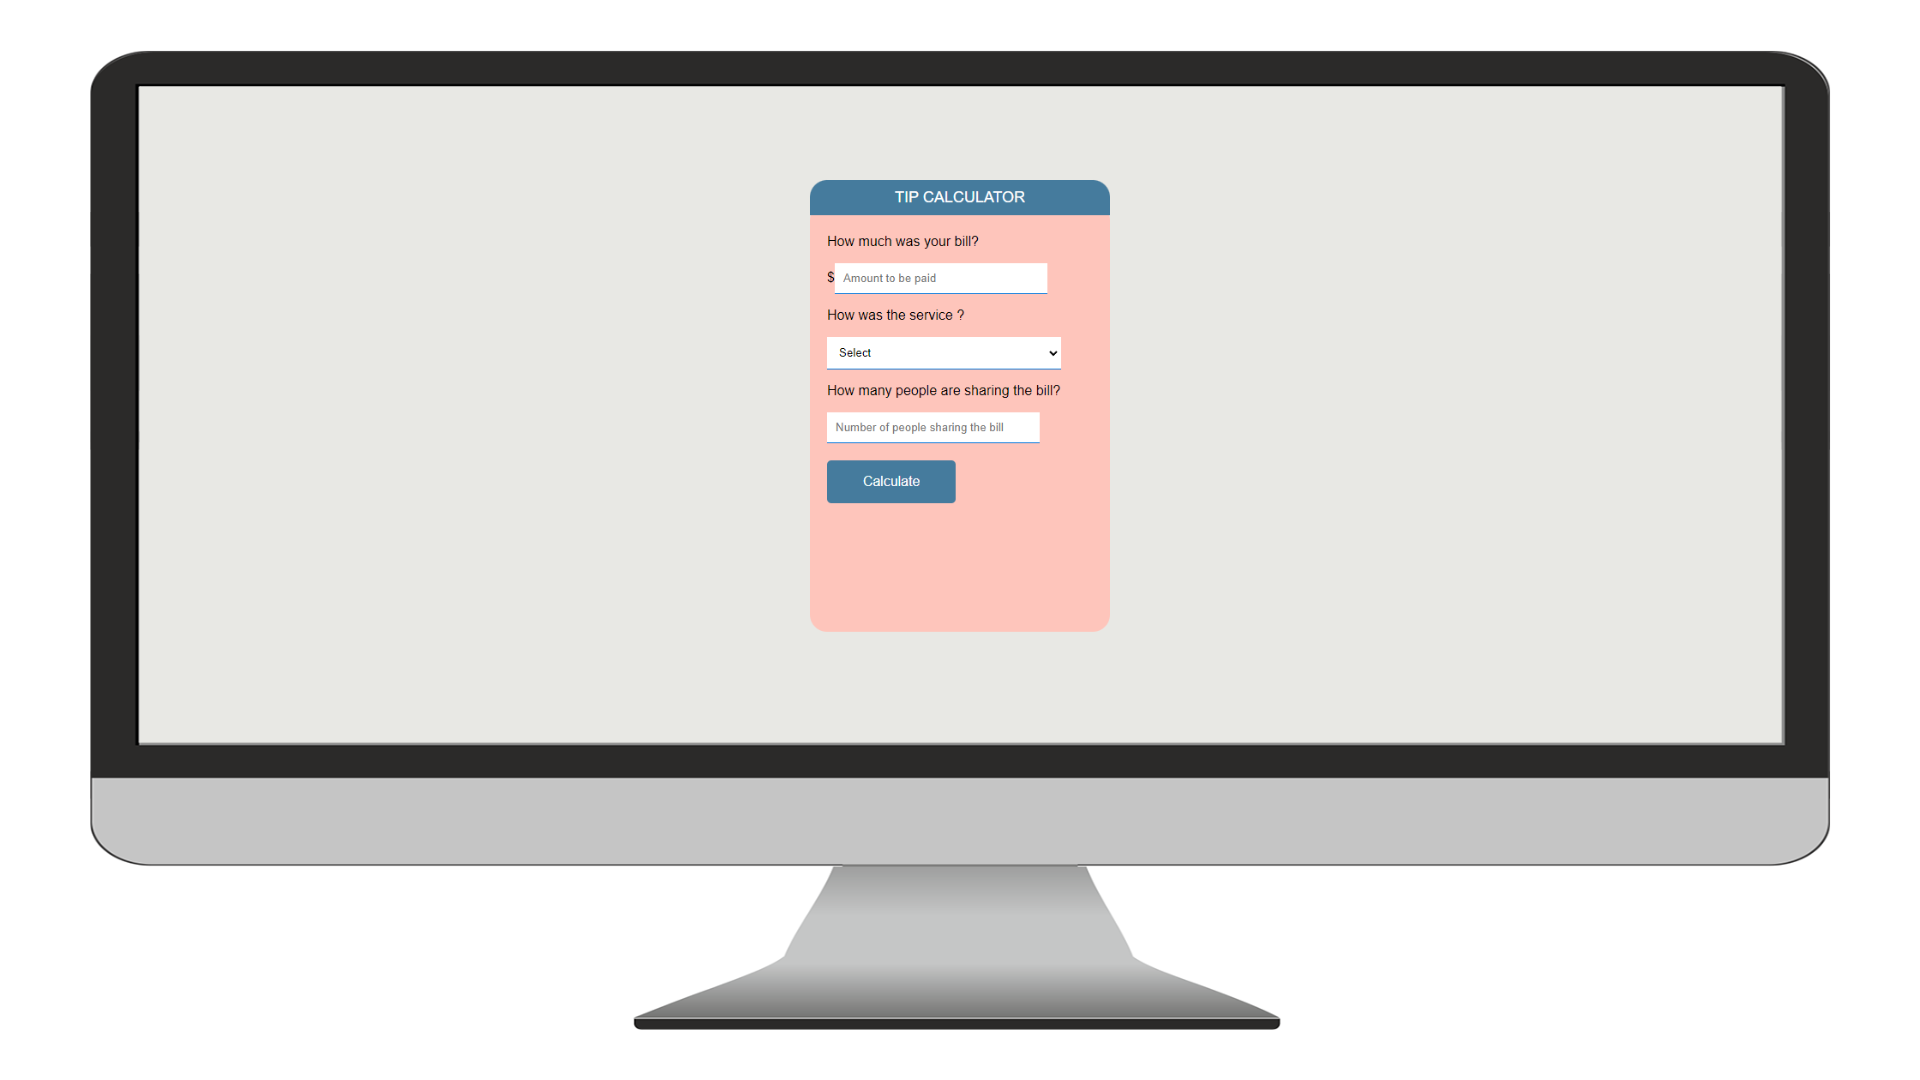 TIP CALCULATOR
How much was your bill?
$ Amount to be paid
How was the service ?
Select
How many people are sharing the bill?
Number of people sharing the bill
Calculate